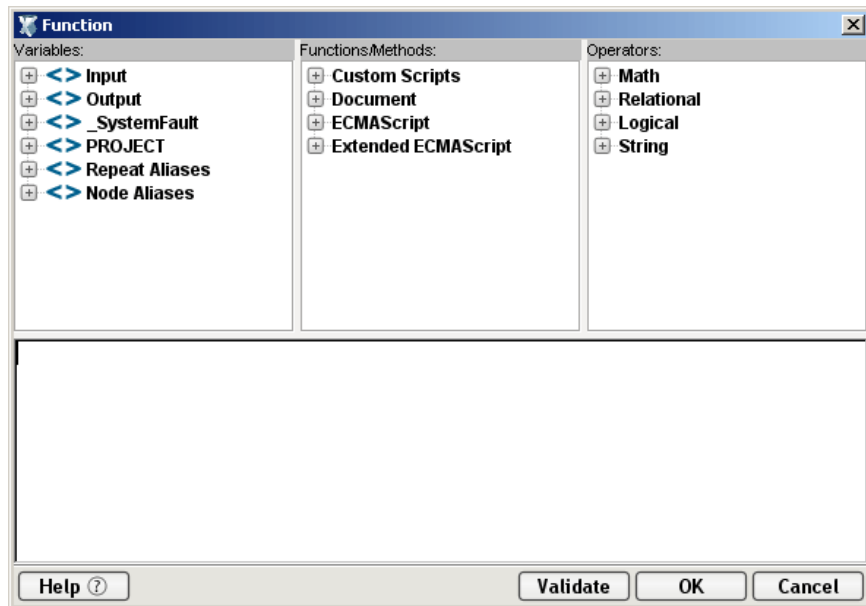 Function
Variables: Functions/Methods: Operators:
<> Input
<> Output
<> _SystemFault
<> PROJECT
<> Repeat Aliases
<> Node Aliases
Custom Scripts
Document
ECMAScript
Extended ECMAScript
Math
Relational
Logical
String
Help ? Validate OK Cancel